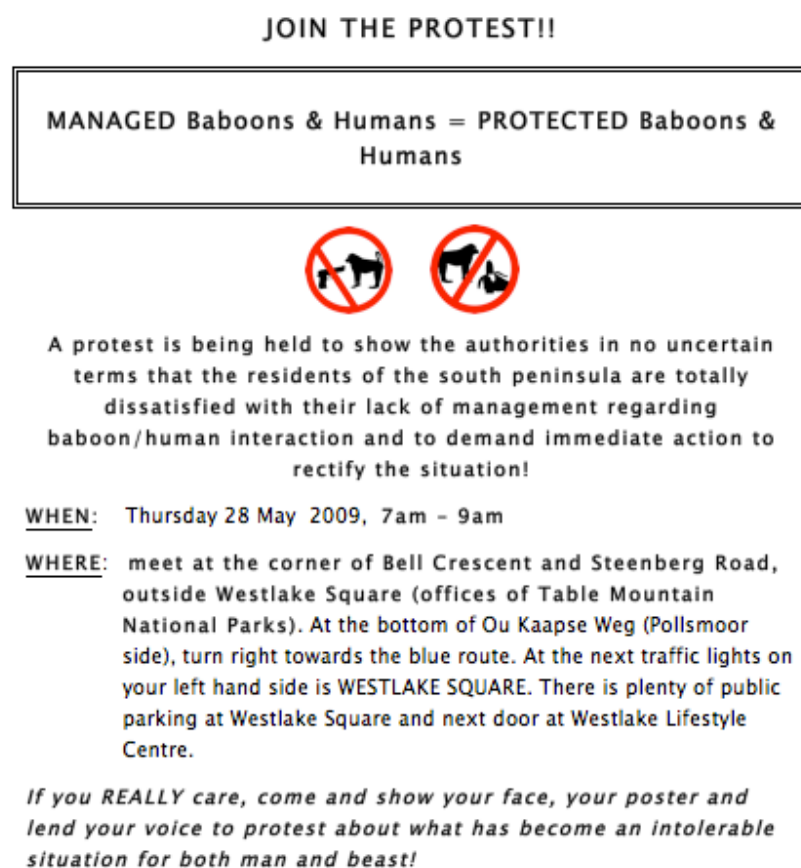 JOIN THE PROTEST!!
MANAGED Baboons & Humans = PROTECTED Baboons &
Humans
A protest is being held to show the authorities in no uncertain
terms that the residents of the south peninsula are totally
dissatisfied with their lack of management regarding
baboon/human interaction and to demand immediate action to
rectify the situation!
WHEN: Thursday 28 May 2009, 7am – 9am
WHERE: meet at the corner of Bell Crescent and Steenberg Road,
outside Westlake Square (offices of Table Mountain
National Parks). At the bottom of Ou Kaapse Weg (Pollsmoor
side), turn right towards the blue route. At the next traffic lights on
your left hand side is WESTLAKE SQUARE. There is plenty of public
parking at Westlake Square and next door at Westlake Lifestyle
Centre.
If you REALLY care, come and show your face, your poster and
lend your voice to protest about what has become an intolerable
situation for both man and beast!